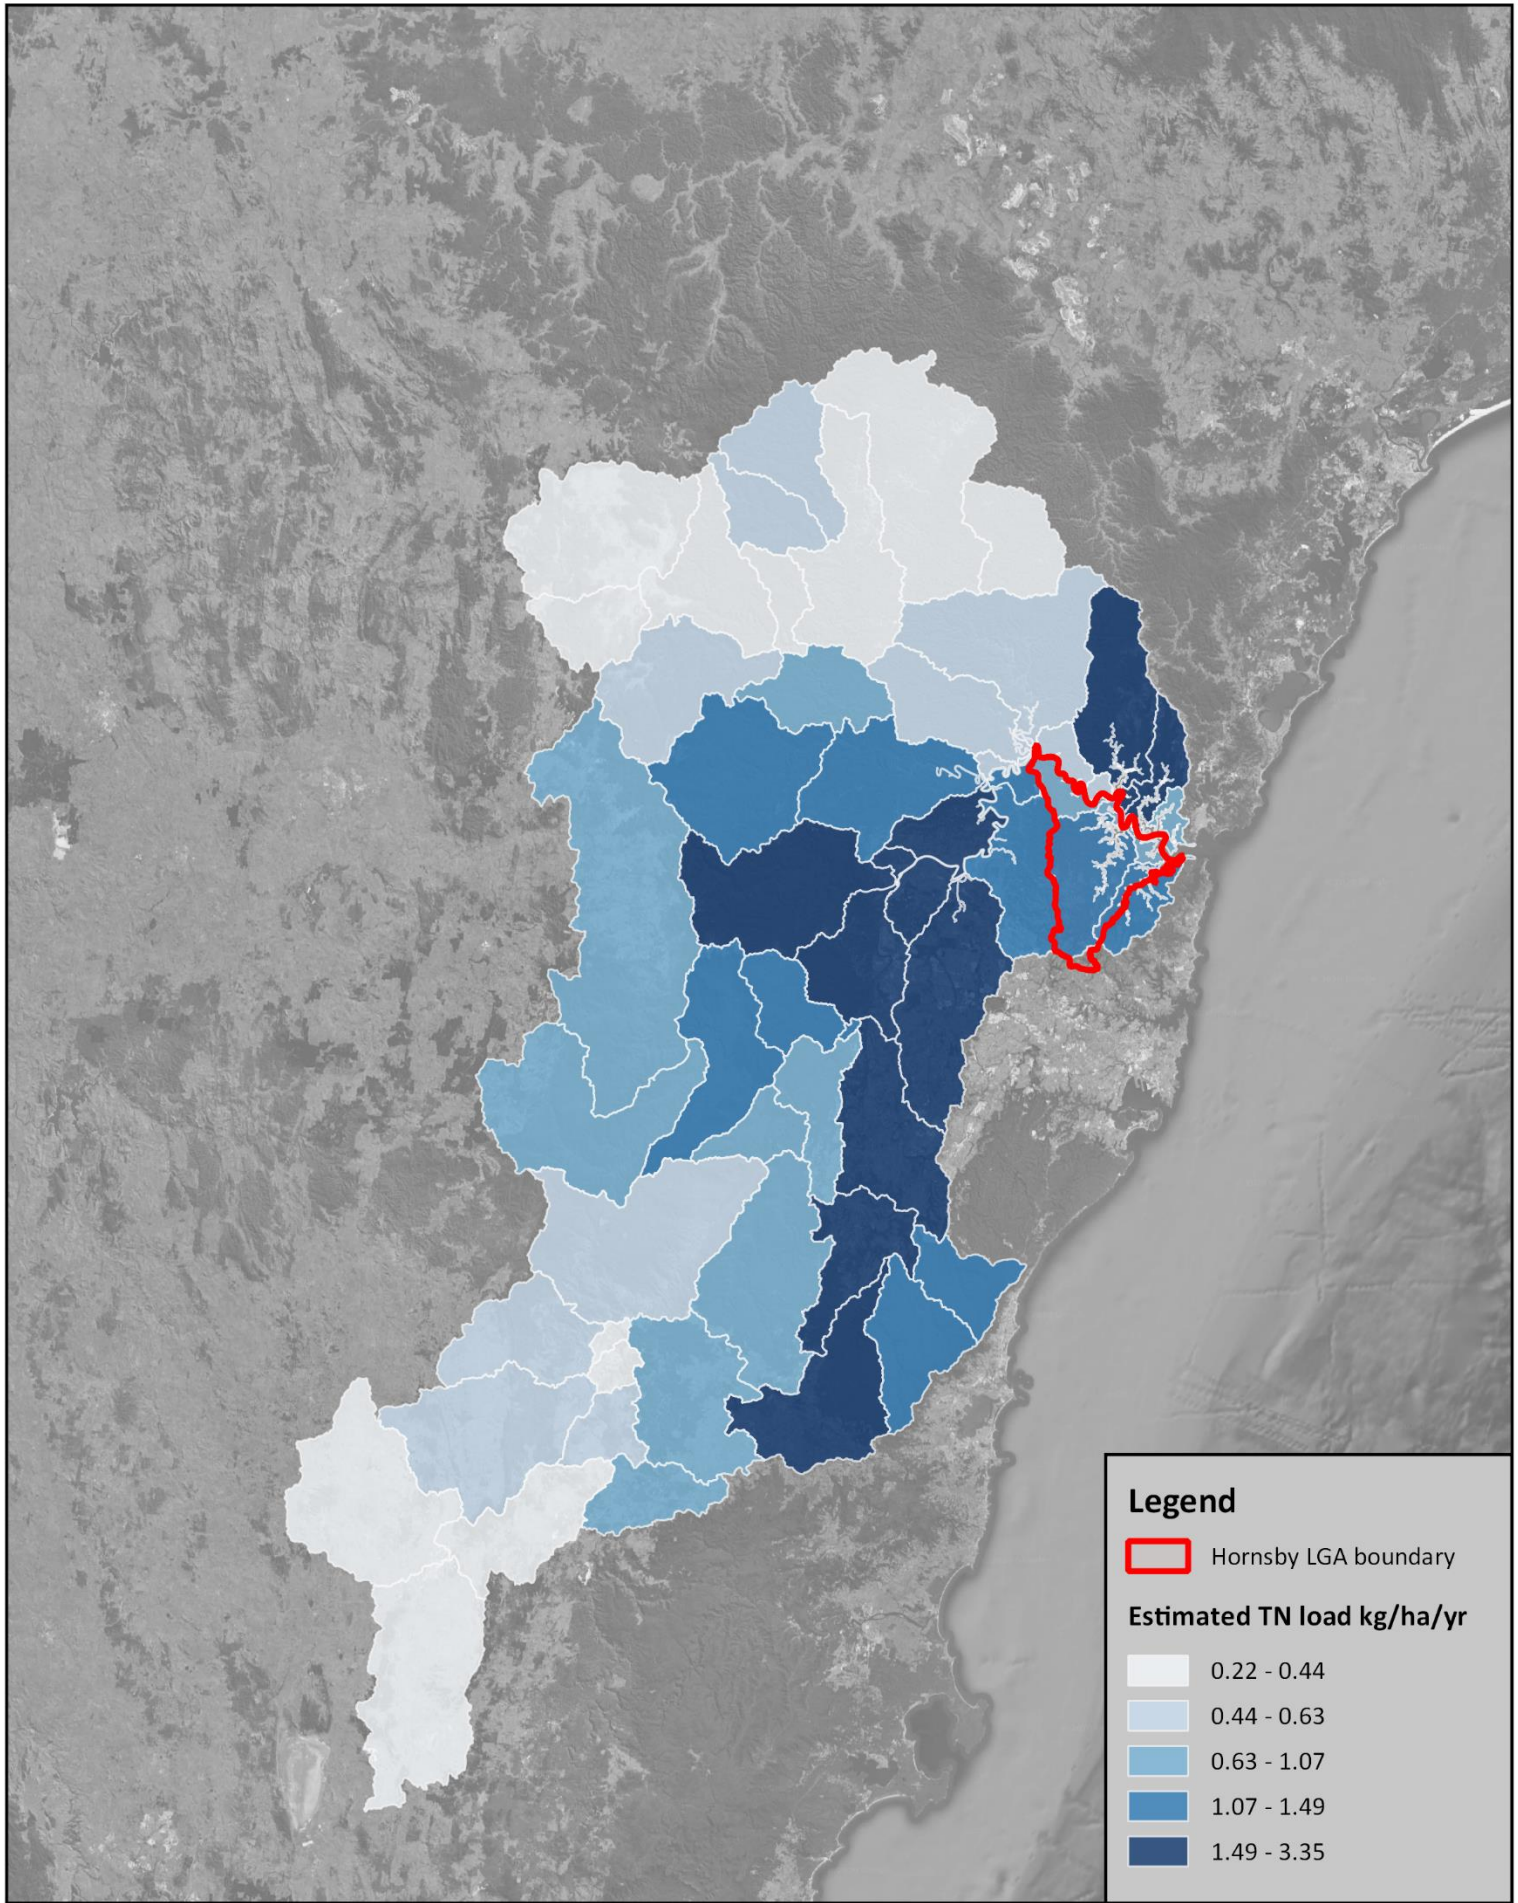 Legend
Hornsby LGA boundary
Estimated TN load kg/ha/yr
0.22 - 0.44
0.44 - 0.63
0.63 - 1.07
1.07 - 1.49
1.49 - 3.35